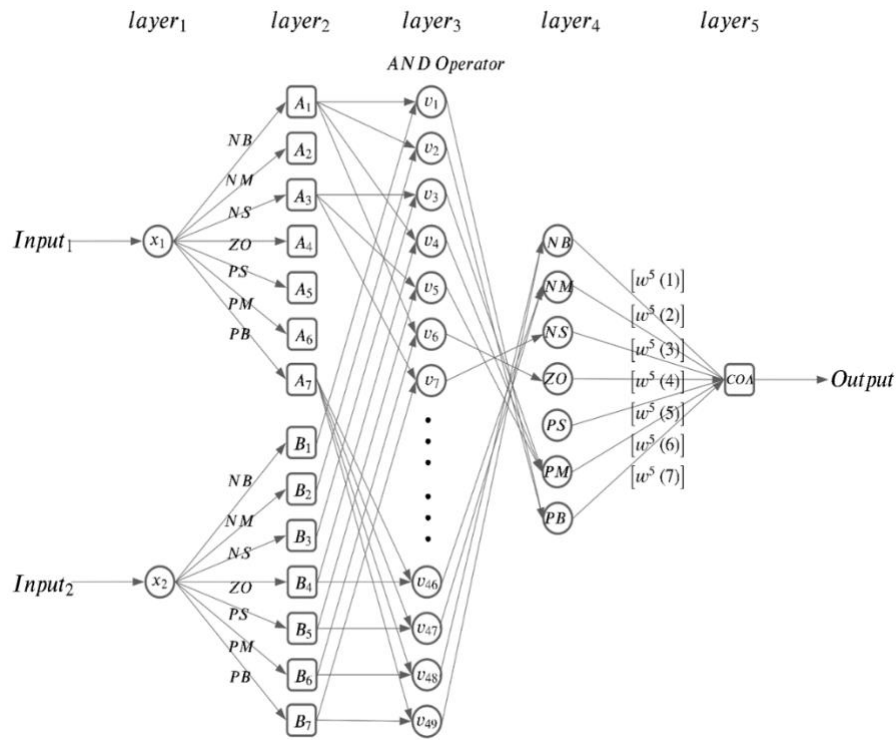 layer₁ layer₂ layer₃ layer₄ layer₅
AND Operator
A₁ v₁
NB A₂ v₂
NM
NS A₃ v₃
Input₁ x₁ ZO A₄ v₄ NB
PS A₅ v₅ NM [w⁵ (1)]
PM [w⁵ (2)]
PB A₆ v₆ NS [w⁵ (3)]
A₇ v₇ ZO [w⁵ (4)] COA Output
[w⁵ (5)]
B₁ PS [w⁵ (6)]
NB B₂ PM [w⁵ (7)]
NM
NS B₃ PB
Input₂ x₂ ZO B₄ v₄₆
PS B₅ v₄₇
PM
PB B₆ v₄₈
B₇ v₄₉